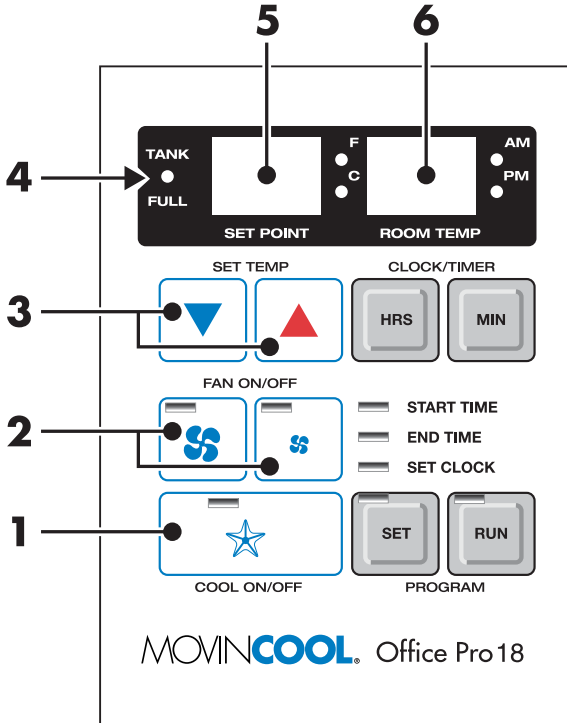 5 6
F AM
TANK
4 C PM
FULL
SET POINT ROOM TEMP
SET TEMP CLOCK/TIMER
3 HRS MIN
FAN ON/OFF
START TIME
2 END TIME
SET CLOCK
1 SET RUN
COOL ON/OFF PROGRAM
MOVINCOOL. Office Pro18